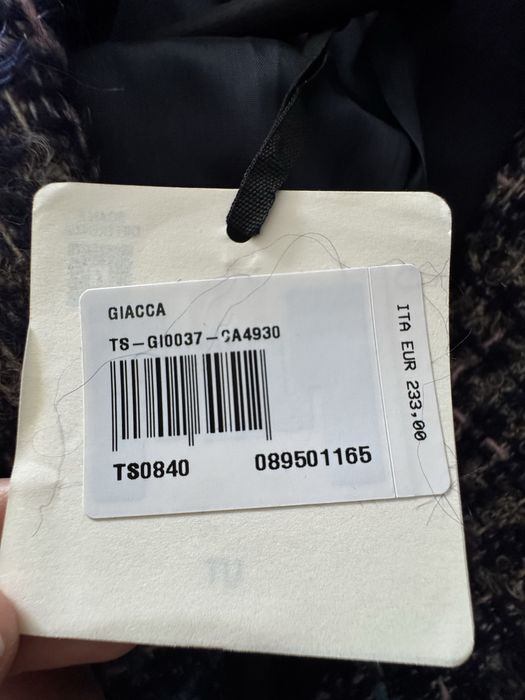 GIACCA
TS-GI0037-CA4930
TS0840 089501165
ITA EUR 233,00